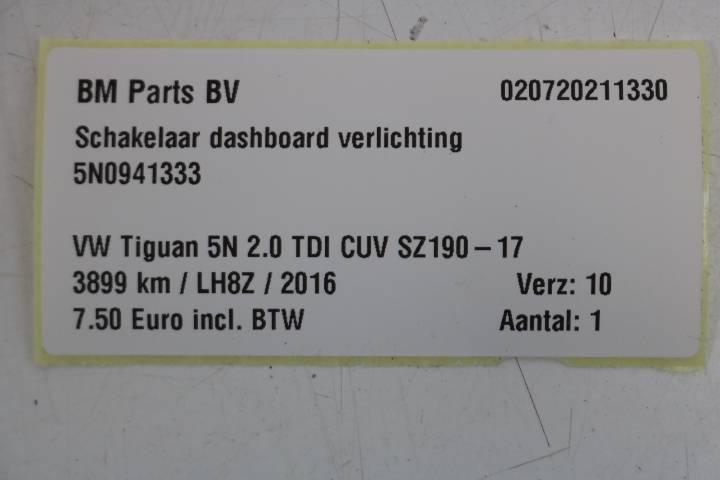 BM Parts BV 020720211330
Schakelaar dashboard verlichting
5N0941333
VW Tiguan 5N 2.0 TDI CUV SZ190-17
3899 km / LH8Z / 2016 Verz: 10
7.50 Euro incl. BTW Aantal: 1